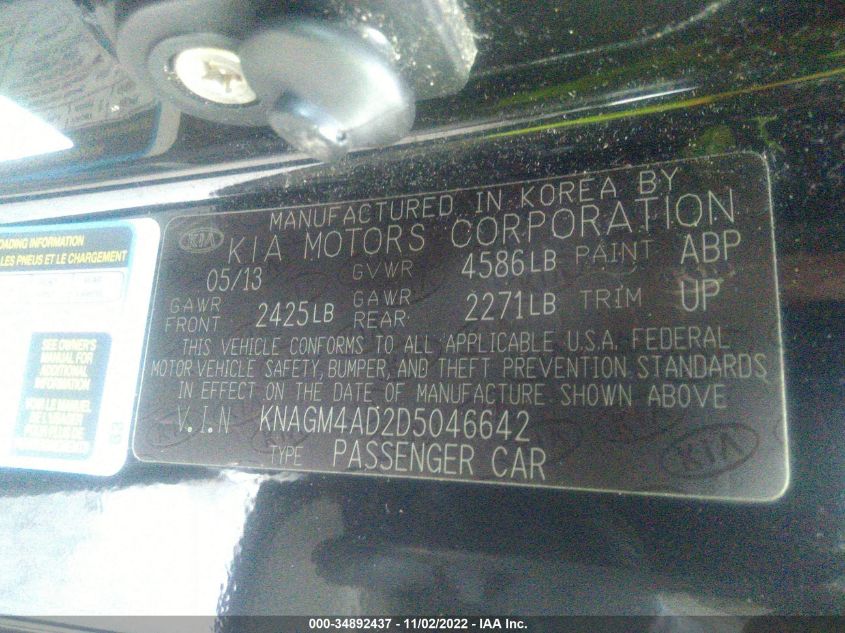 MANUFACTURED IN KOREA BY
KIA KIA MOTORS CORPORATION
05/13 GVWR 4586LB PAINT ABP
GAWR FRONT 2425LB GAWR REAR 2271LB TRIM UP
THIS VEHICLE CONFORMS TO ALL APPLICABLE U.S.A. FEDERAL
MOTOR VEHICLE SAFETY, BUMPER, AND THEFT PREVENTION STANDARDS
IN EFFECT ON THE DATE OF MANUFACTURE SHOWN ABOVE
V.I.N KNAGM4AD2D5046642
TYPE PASSENGER CAR
KIA
LOADING INFORMATION
LES PNEUS ET LE CHARGEMENT
SEE OWNER'S
MANUAL FOR
ADDITIONAL
INFORMATION
000-34892437 - 11/02/2022 - IAA Inc.